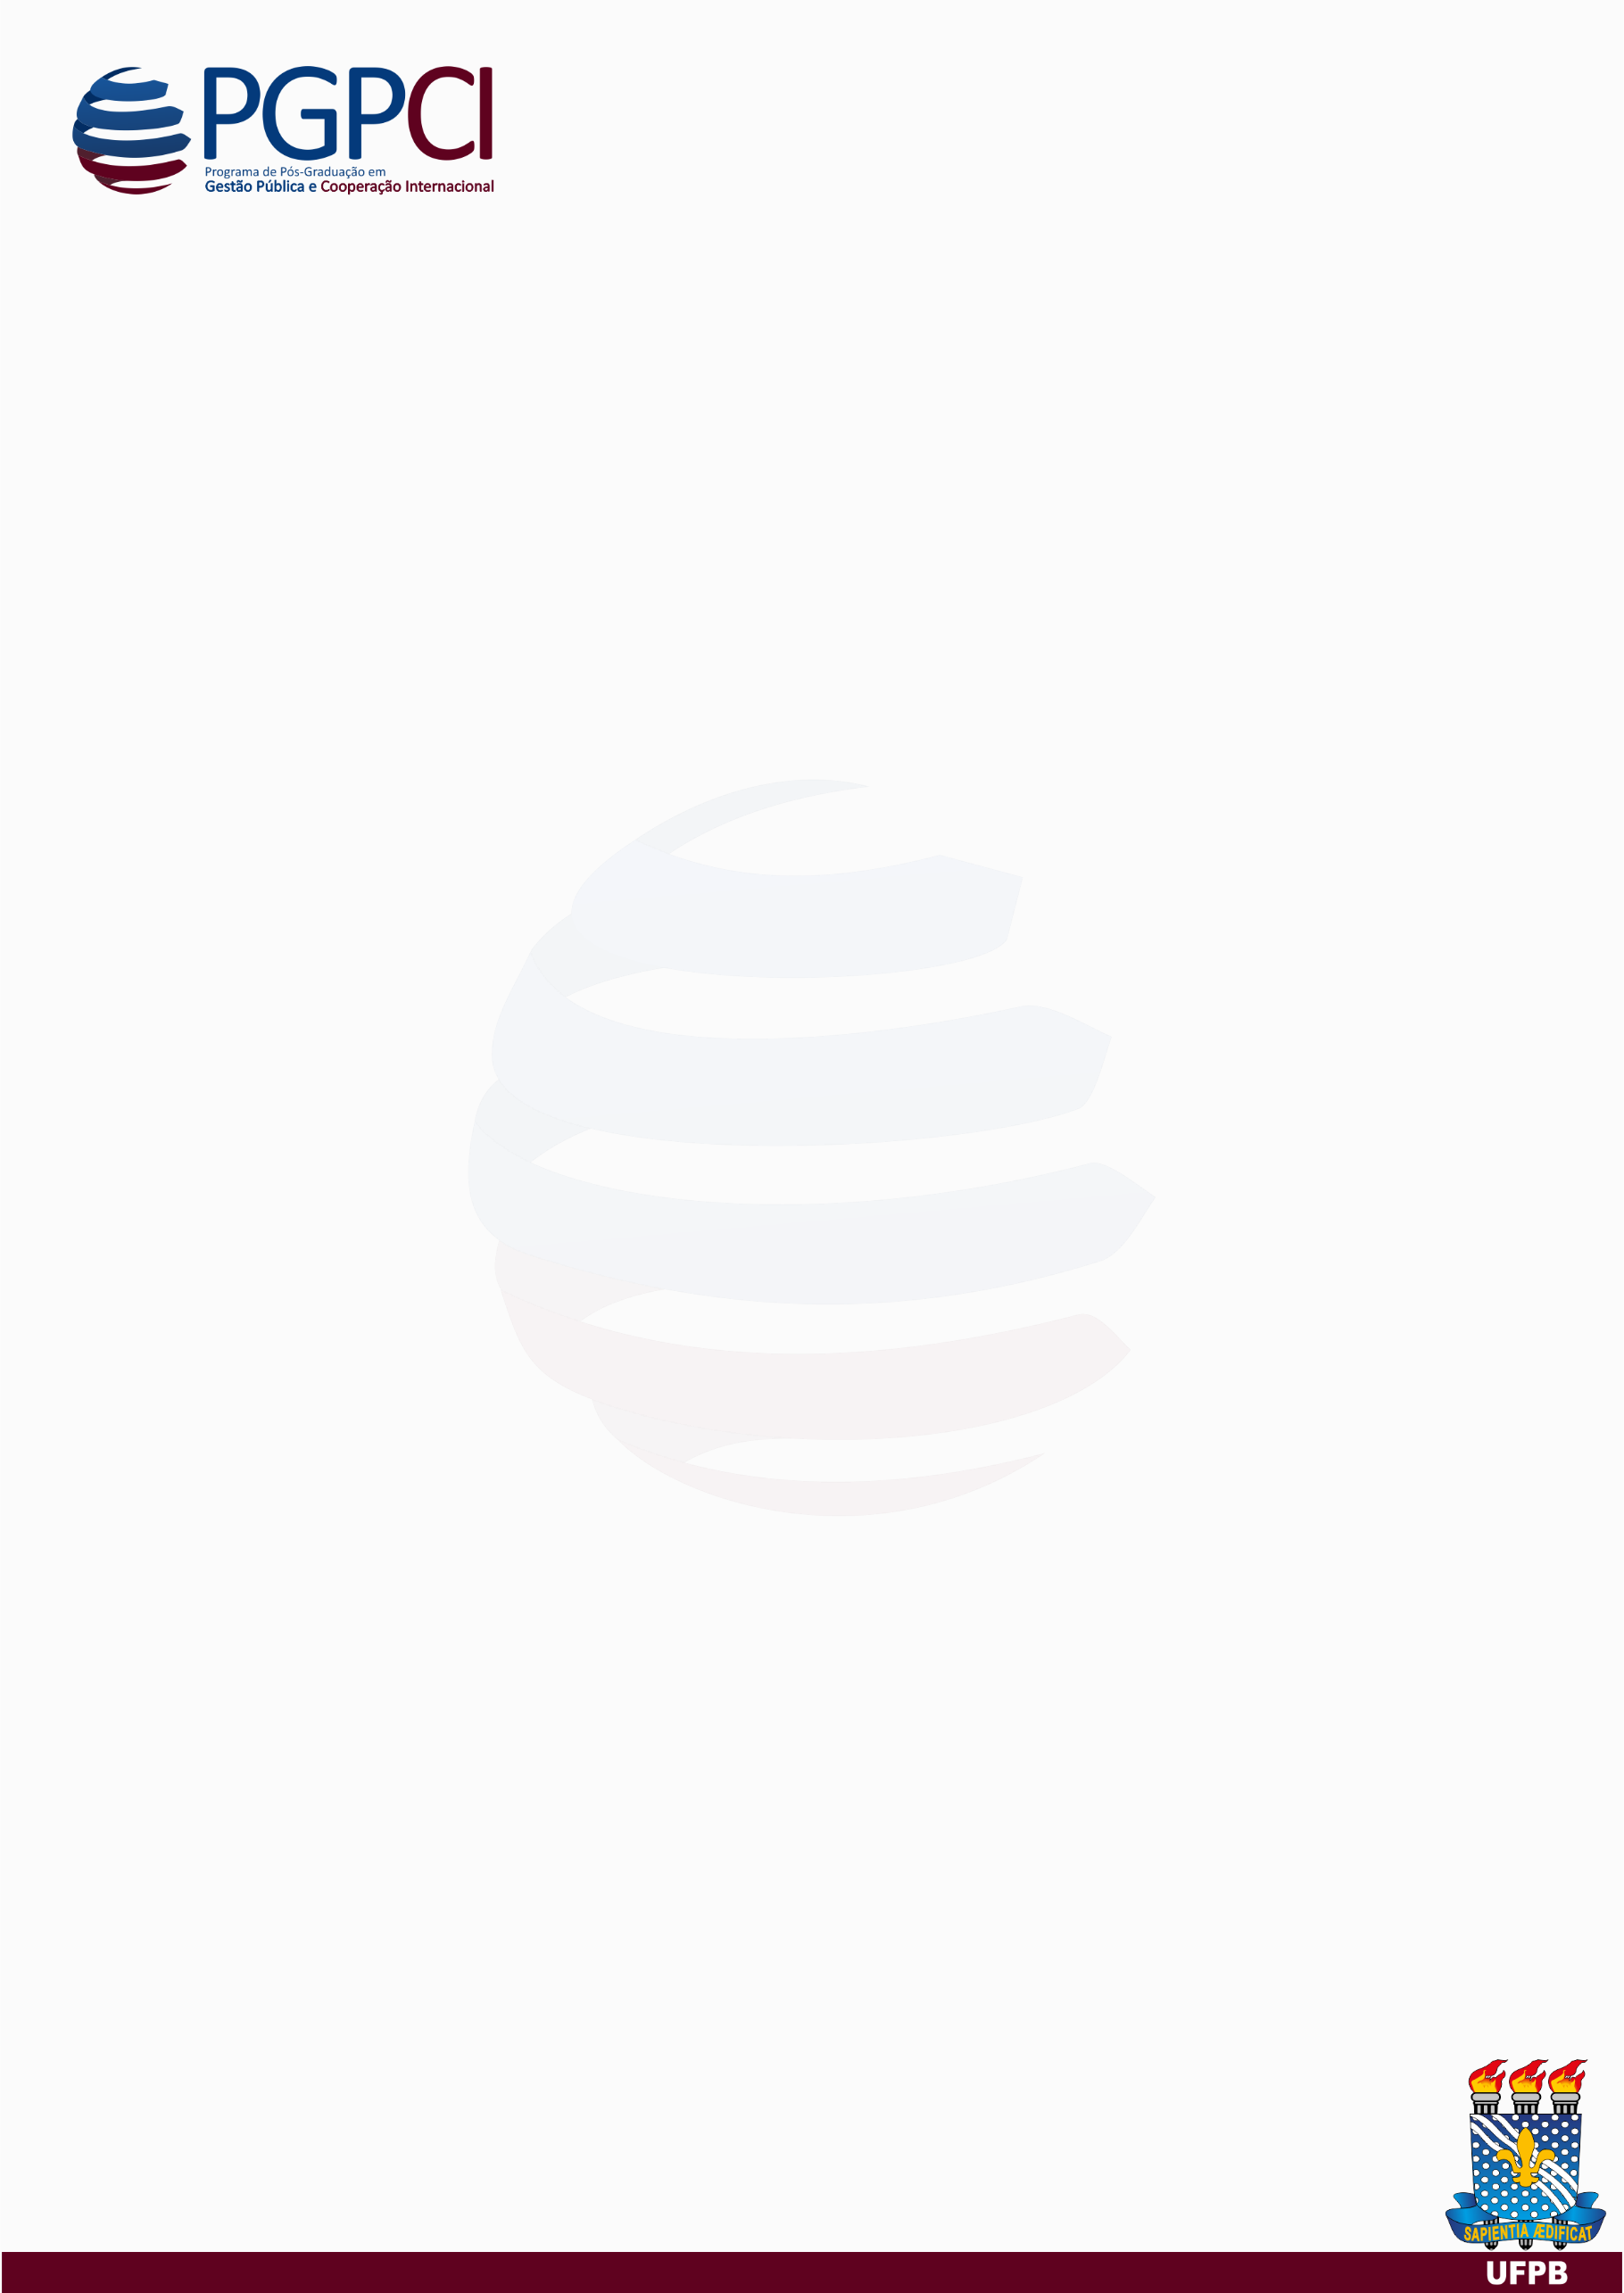 PGPCI
Programa de Pós-Graduação em
Gestão Pública e Cooperação Internacional
SAPIENTIA ÆDIFICAT
UFPB